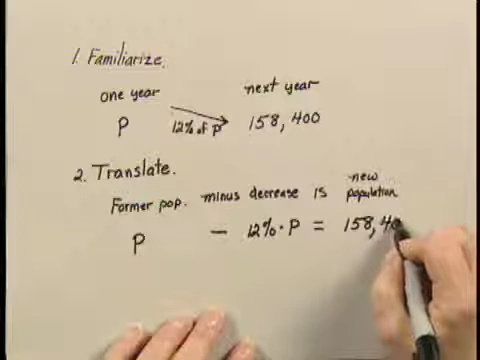 1. Familiarize.
one year next year
P 12% of P 158,400
2. Translate.
Former pop. minus decrease is new population
P − 12% · P = 158,40